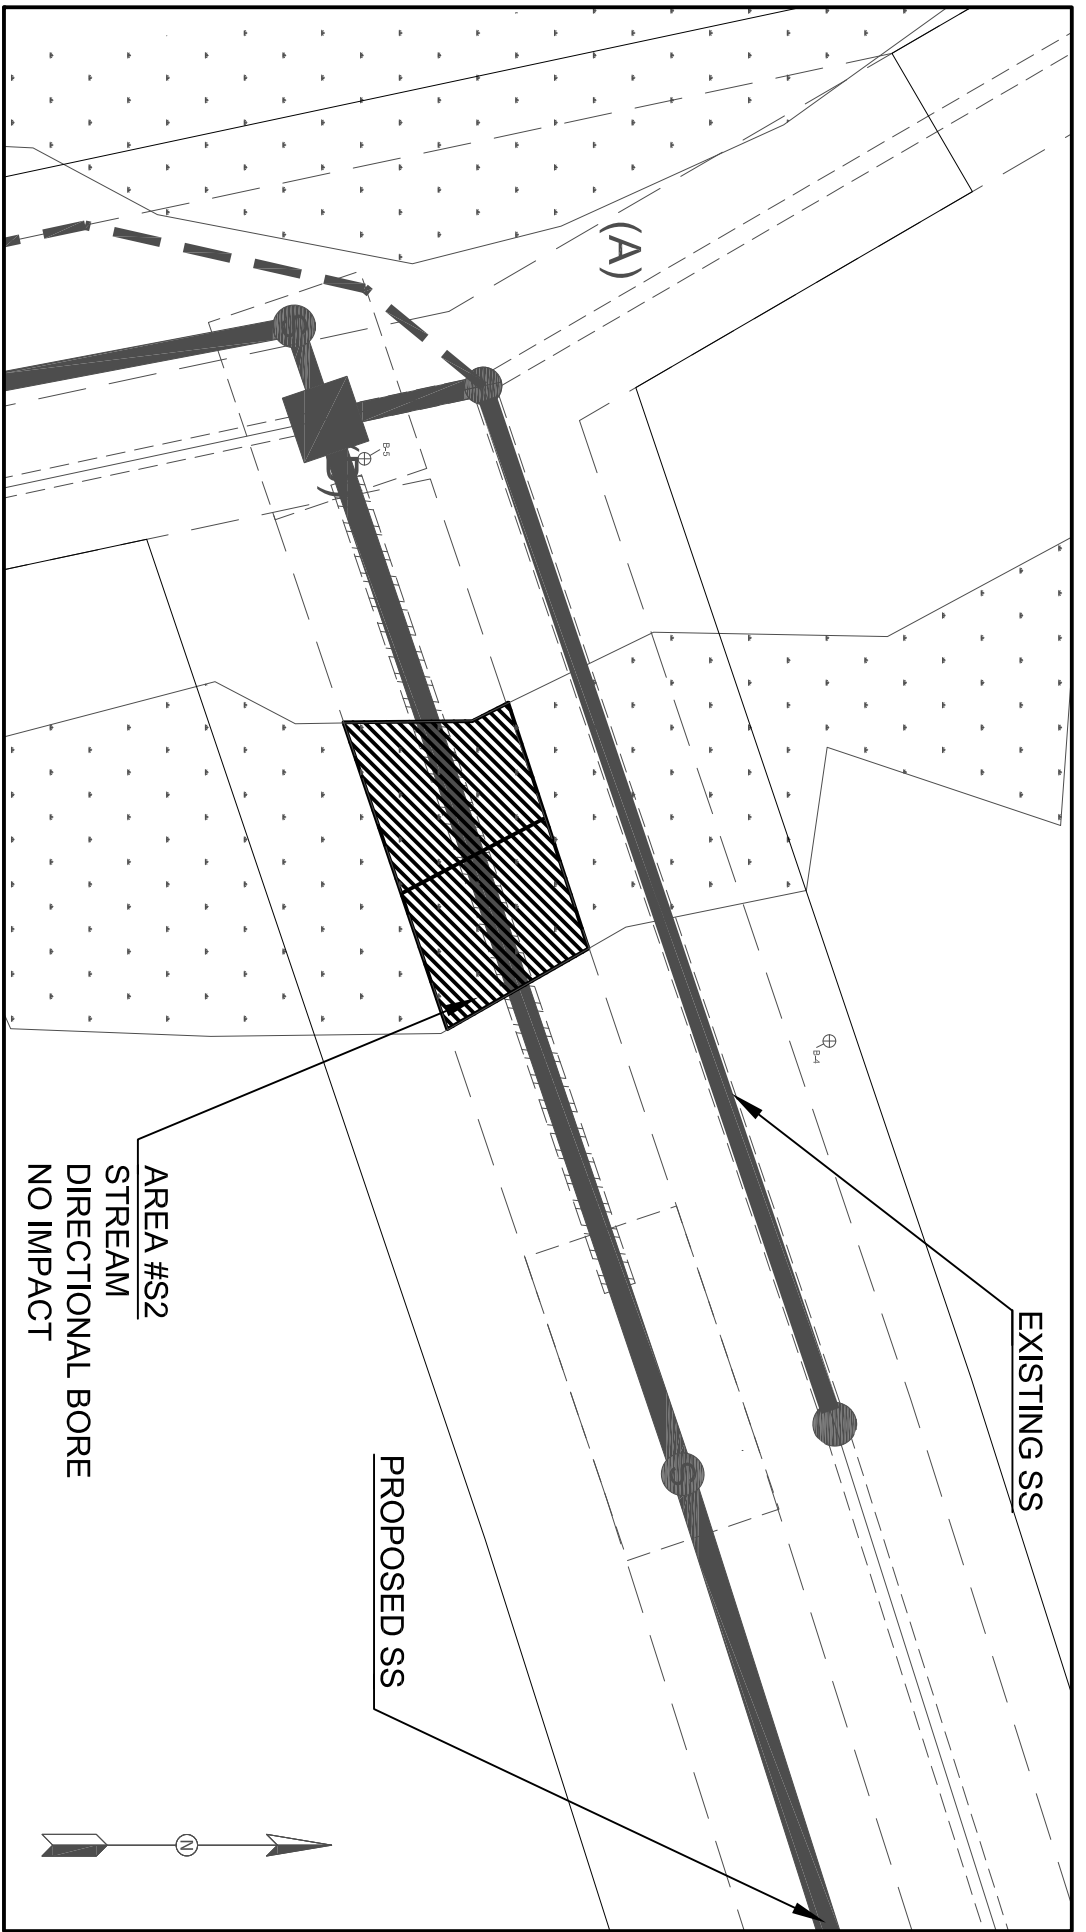 (A)
B-5
B-4
EXISTING SS
AREA #S2
STREAM
DIRECTIONAL BORE
NO IMPACT
PROPOSED SS
S
S
N